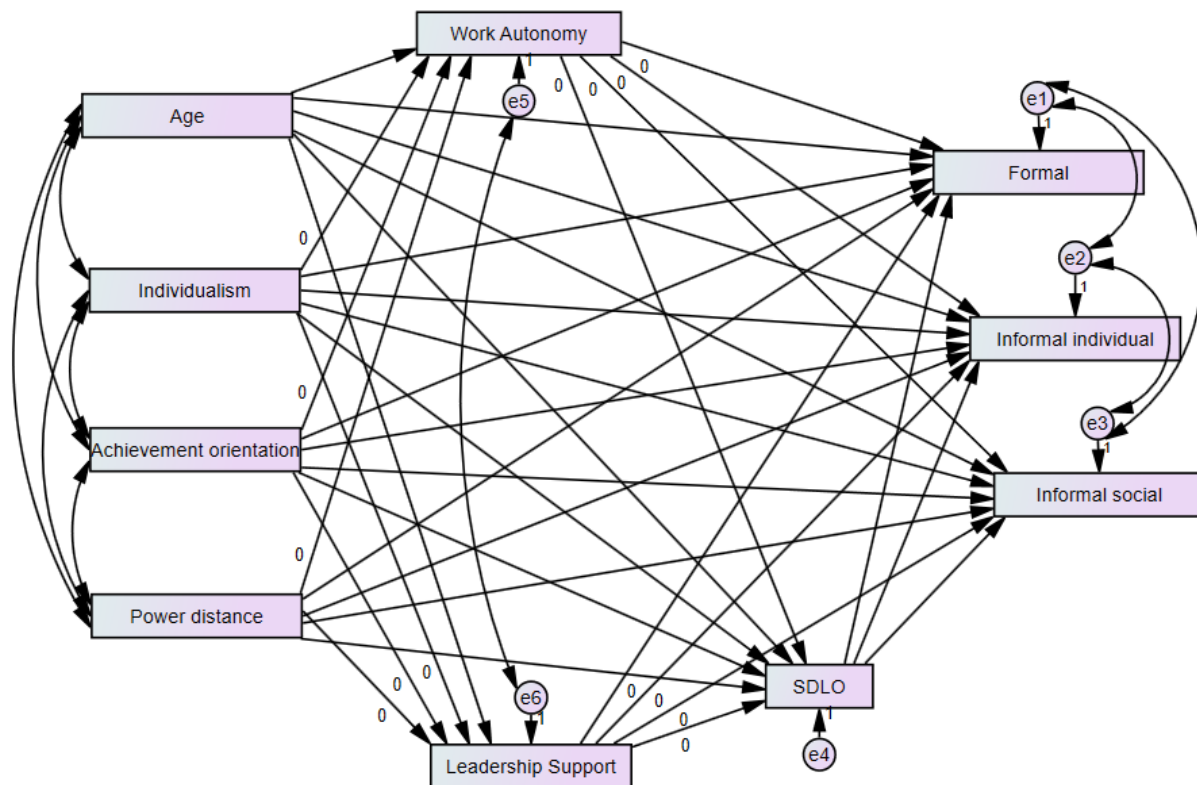 Work Autonomy
1
0
0
0
0
e5
e1
1
Age
Formal
0
e2
1
Individualism
Informal individual
0
e3
1
Achievement orientation
Informal social
0
Power distance
0
0
0
e6
1
0
0
0
0
SDLO
1
e4
Leadership Support